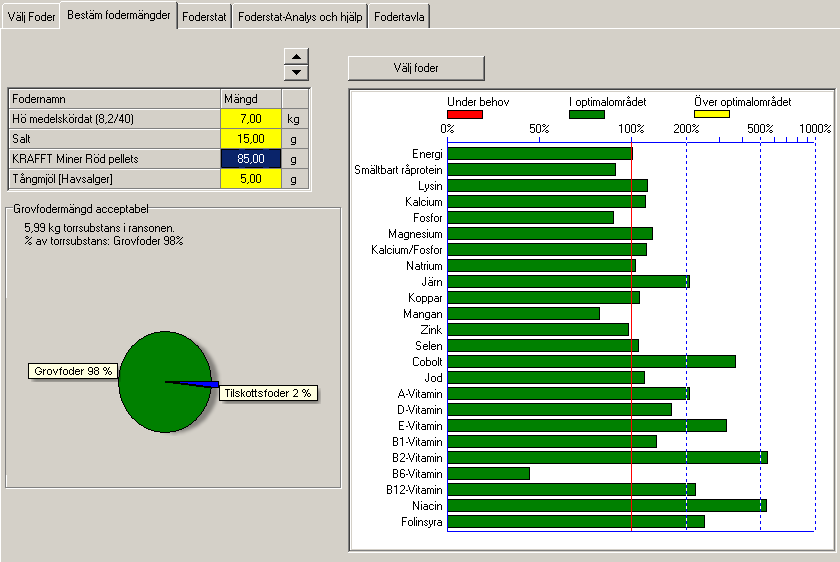 Välj Foder Bestäm fodermängder Foderstat Foderstat-Analys och hjälp Fodertavla
Välj foder
Fodernamn Mängd
Hö medelskördat (8,2/40) 7,00 kg
Salt 15,00 g
KRAFFT Miner Röd pellets 85,00 g
Tångmjöl [Havsalger] 5,00 g
Grovfodermängd acceptabel
5,99 kg torrsubstans i ransonen.
% av torrsubstans: Grovfoder 98%
Grovfoder 98 %
Tilskottsfoder 2 %
Under behov I optimalområdet Över optimalområdet
0% 50% 100% 200% 500% 1000%
Energi
Smältbart råprotein
Lysin
Kalcium
Fosfor
Magnesium
Kalcium/Fosfor
Natrium
Järn
Koppar
Mangan
Zink
Selen
Cobolt
Jod
A-Vitamin
D-Vitamin
E-Vitamin
B1-Vitamin
B2-Vitamin
B6-Vitamin
B12-Vitamin
Niacin
Folinsyra